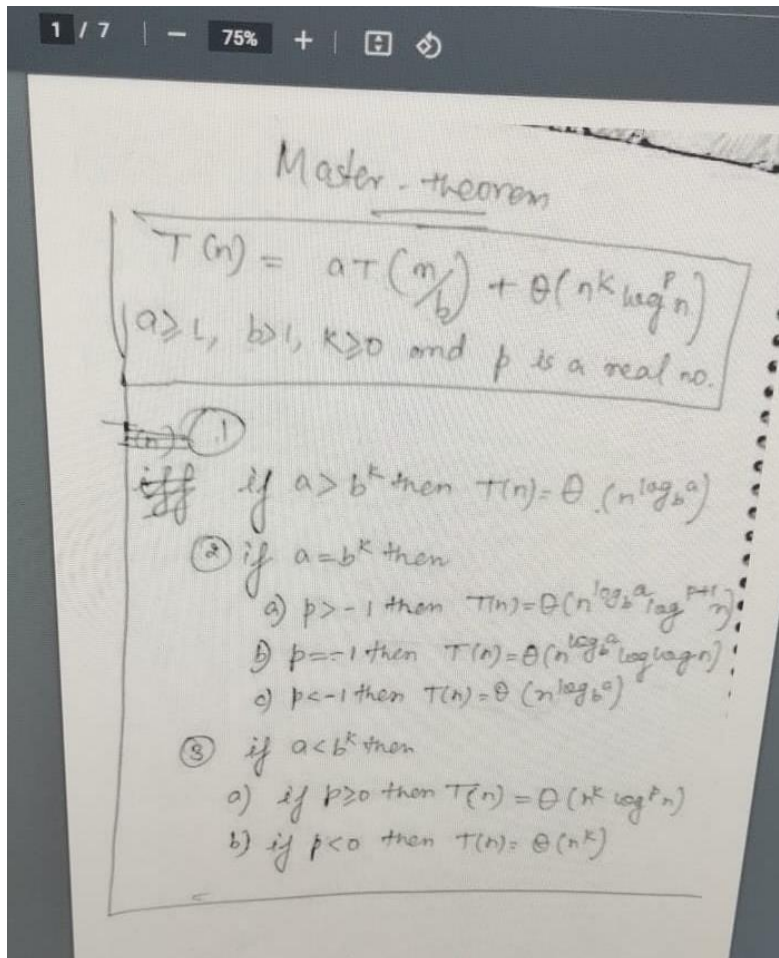 1 / 7 | − 75% + |
Master-theorem
T(n) = aT(n/b) + θ(n^k log^p n)
a≥1, b>1, k≥0 and p is a real no.
1
if a > b^k then T(n) = θ(n^log_b a)
② if a = b^k then
a) p > -1 then T(n) = θ(n^log_b a log^p+1 n)
b) p = -1 then T(n) = θ(n^log_b a log log n)
c) p < -1 then T(n) = θ(n^log_b a)
③ if a < b^k then
a) if p≥0 then T(n) = θ(n^k log^p n)
b) if p<0 then T(n) = θ(n^k)